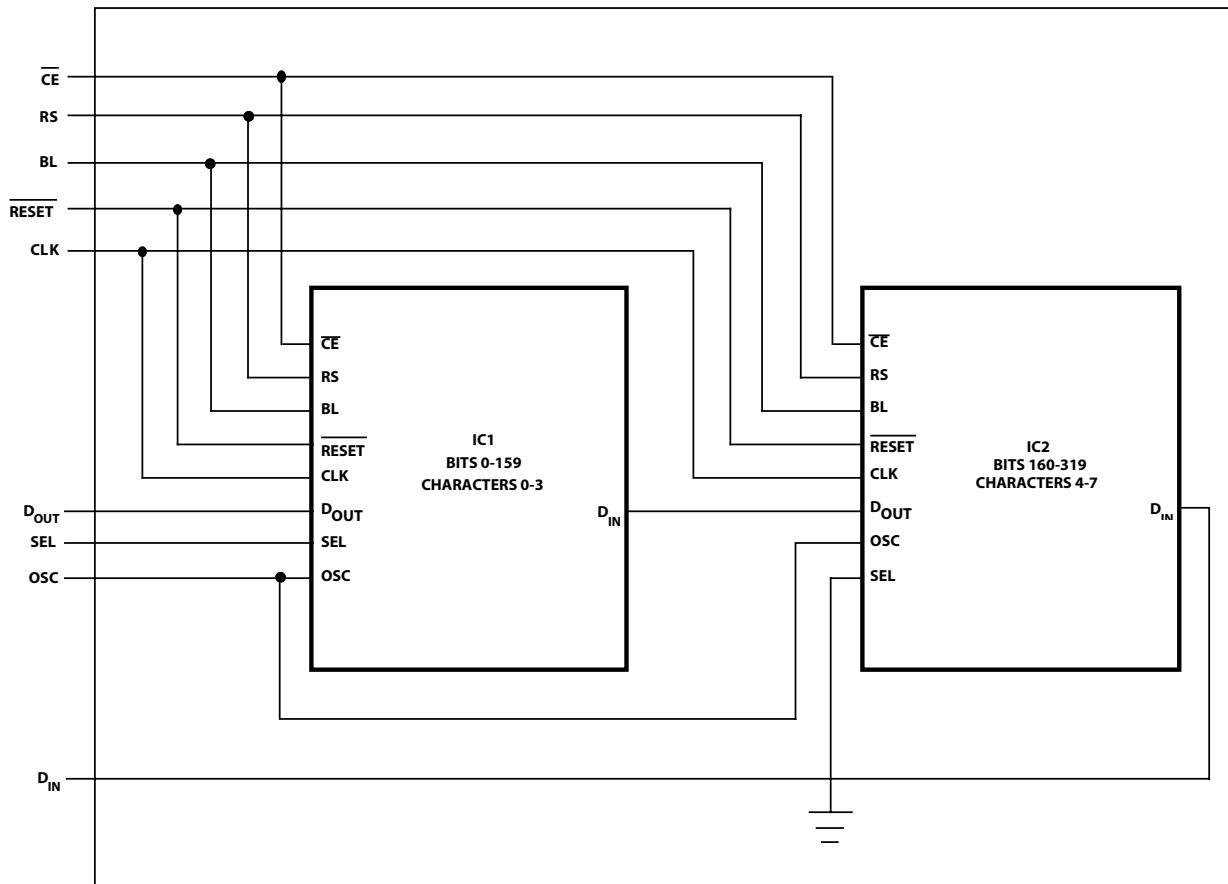 CE
RS
BL
RESET
CLK
DOUT
SEL
OSC
DIN
CE
RS
BL
RESET
CLK
DOUT
SEL
OSC
IC1
BITS 0-159
CHARACTERS 0-3
DIN
CE
RS
BL
RESET
CLK
DOUT
OSC
SEL
IC2
BITS 160-319
CHARACTERS 4-7
DIN